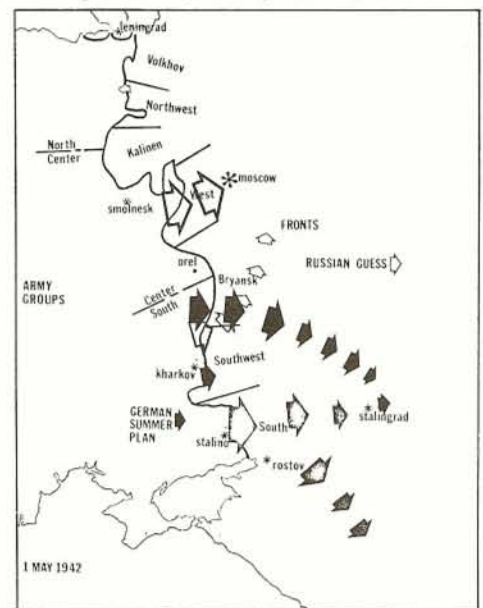 leningrad
Volkhov
Northwest
North
Center
Kalinen
West
moscow
smolnesk
FRONTS
orel
RUSSIAN GUESS
ARMY
GROUPS
Bryansk
Center
South
Southwest
kharkov
GERMAN
SUMMER
PLAN
South
stalingrad
stalino
rostov
1 MAY 1942